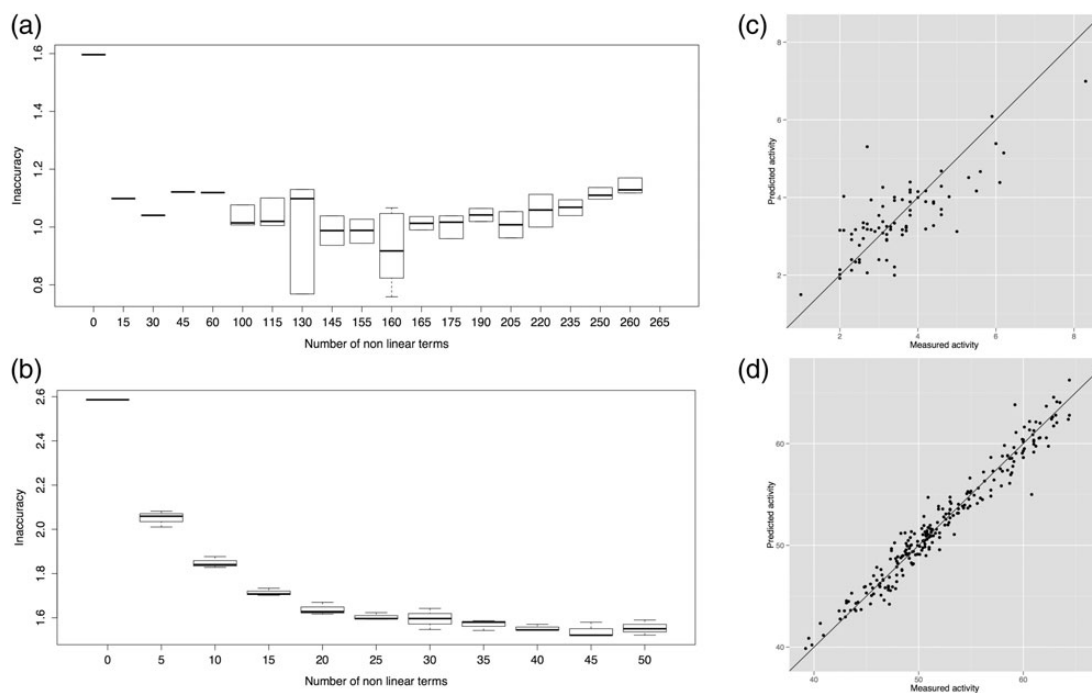 (a)
1.6
1.4
1.2
1.0
0.8
Inaccuracy
0 15 30 45 60 100 115 130 145 155 160 165 175 190 205 220 235 250 260 265
Number of non linear terms
(b)
2.6
2.4
2.2
2.0
1.8
1.6
Inaccuracy
0 5 10 15 20 25 30 35 40 45 50
Number of non linear terms
(c)
8
6
4
2
Predicted activity
2 4 6 8
Measured activity
(d)
60
50
40
Predicted activity
40 50 60
Measured activity